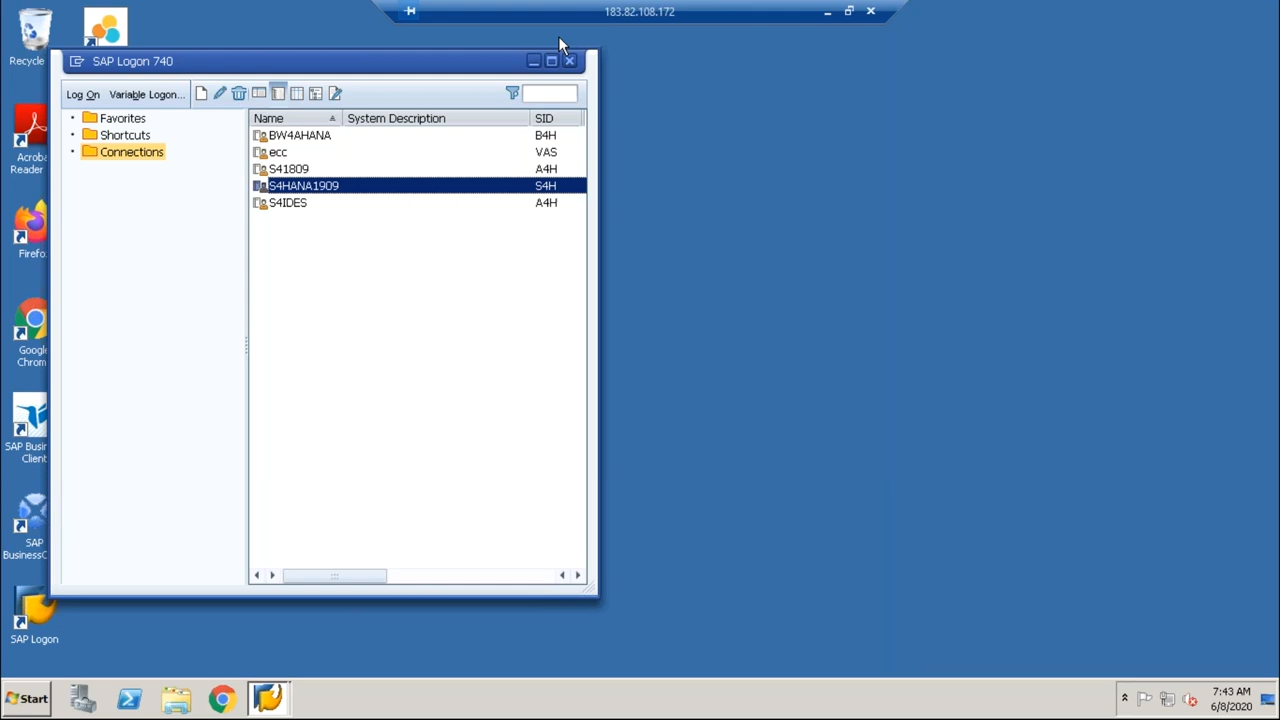 183.82.108.172
Recycle
SAP Logon 740
Log On Variable Logon...
Favorites
Shortcuts
Connections
Name System Description SID
BW4AHANA B4H
ecc VAS
S41809 A4H
S4HANA1909 S4H
S4IDES A4H
Acroba
Reader
Firefo
Google
Chrom
SAP Busin
Client
SAP
BusinessO
SAP Logon
Start
7:43 AM
6/8/2020